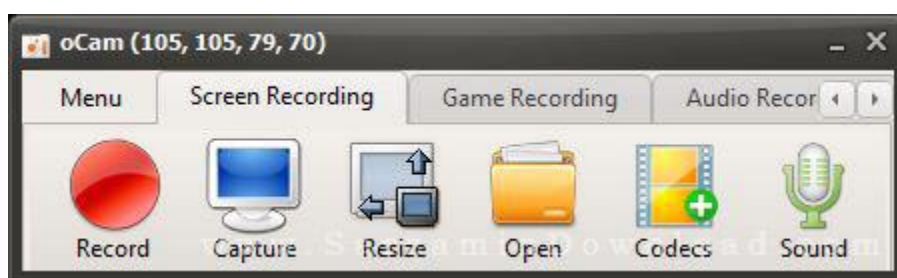 oCam (105, 105, 79, 70)
Menu Screen Recording Game Recording Audio Recor
Record Capture Resize Open Codecs Sound